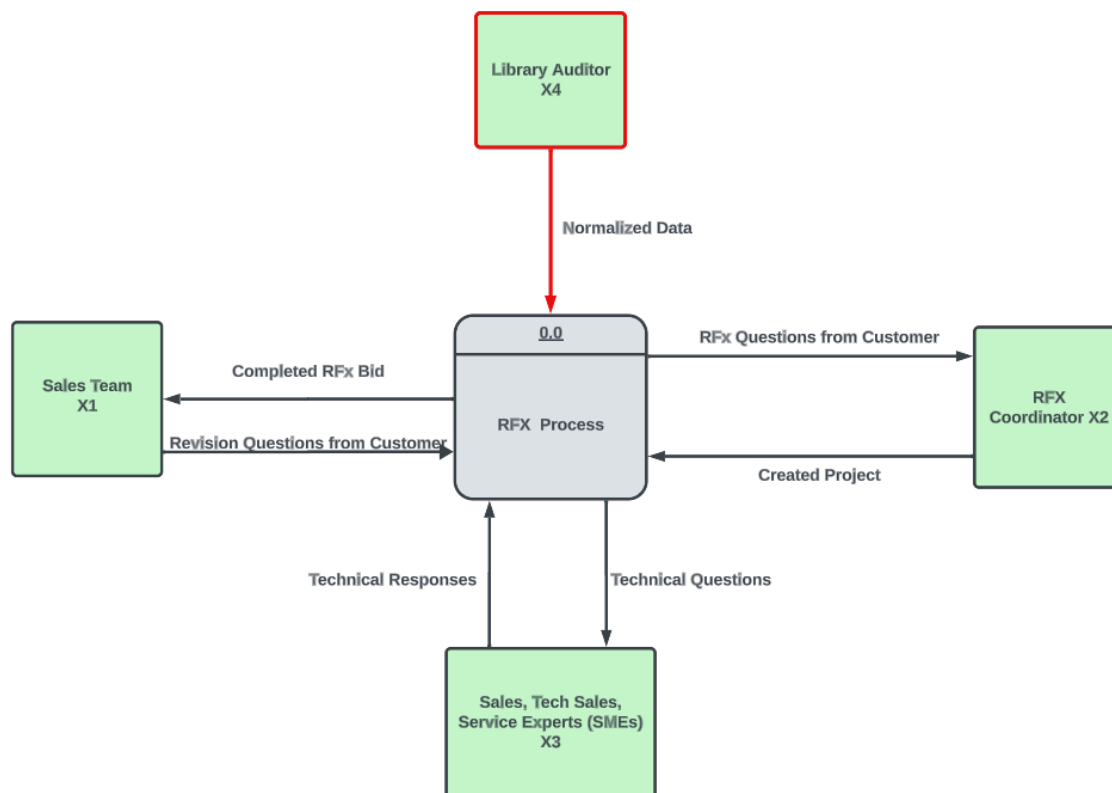 Library Auditor
X4
Normalized Data
0.0
RFX Process
RFx Questions from Customer
Completed RFx Bid
Sales Team
X1
Revision Questions from Customer
RFX
Coordinator X2
Created Project
Technical Responses
Technical Questions
Sales, Tech Sales,
Service Experts (SMEs)
X3